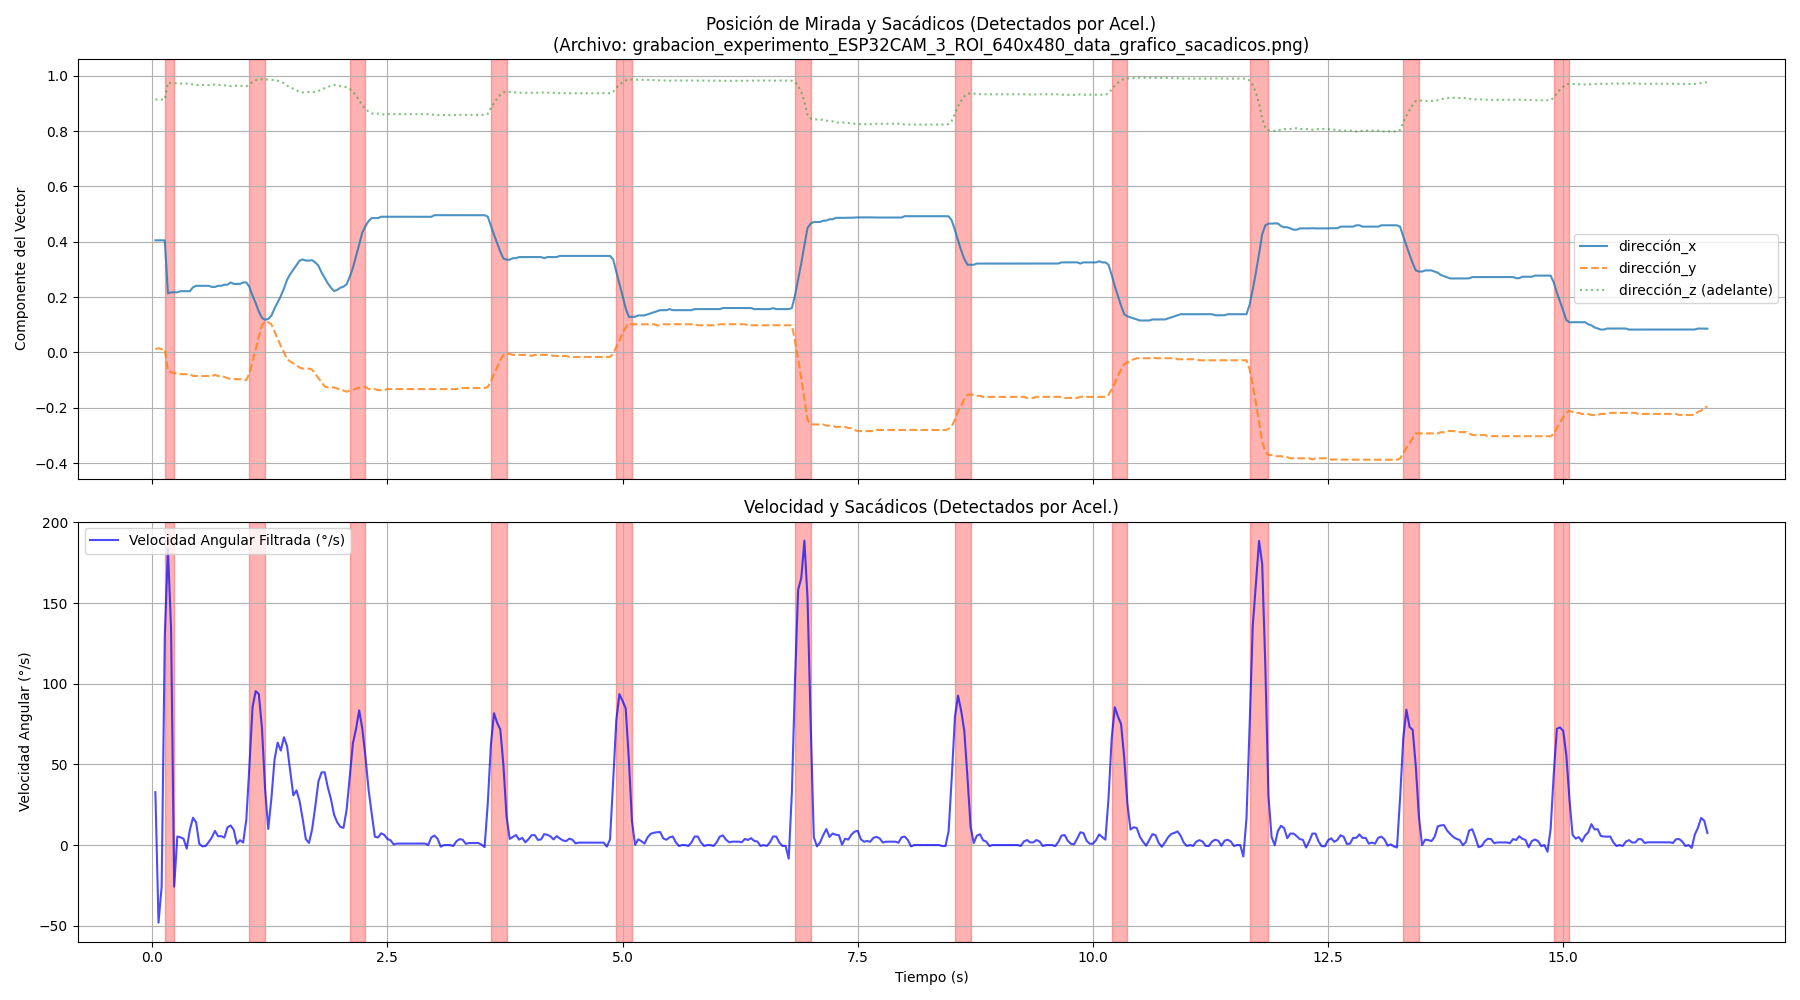 Posición de Mirada y Sacádicos (Detectados por Acel.)
(Archivo: grabacion_experimento_ESP32CAM_3_ROI_640x480_data_grafico_sacadicos.png)
Componente del Vector
1.0
0.8
0.6
0.4
0.2
0.0
−0.2
−0.4
dirección_x
dirección_y
dirección_z (adelante)
Velocidad y Sacádicos (Detectados por Acel.)
Velocidad Angular (°/s)
200
150
100
50
0
−50
Velocidad Angular Filtrada (°/s)
0.0 2.5 5.0 7.5 10.0 12.5 15.0
Tiempo (s)